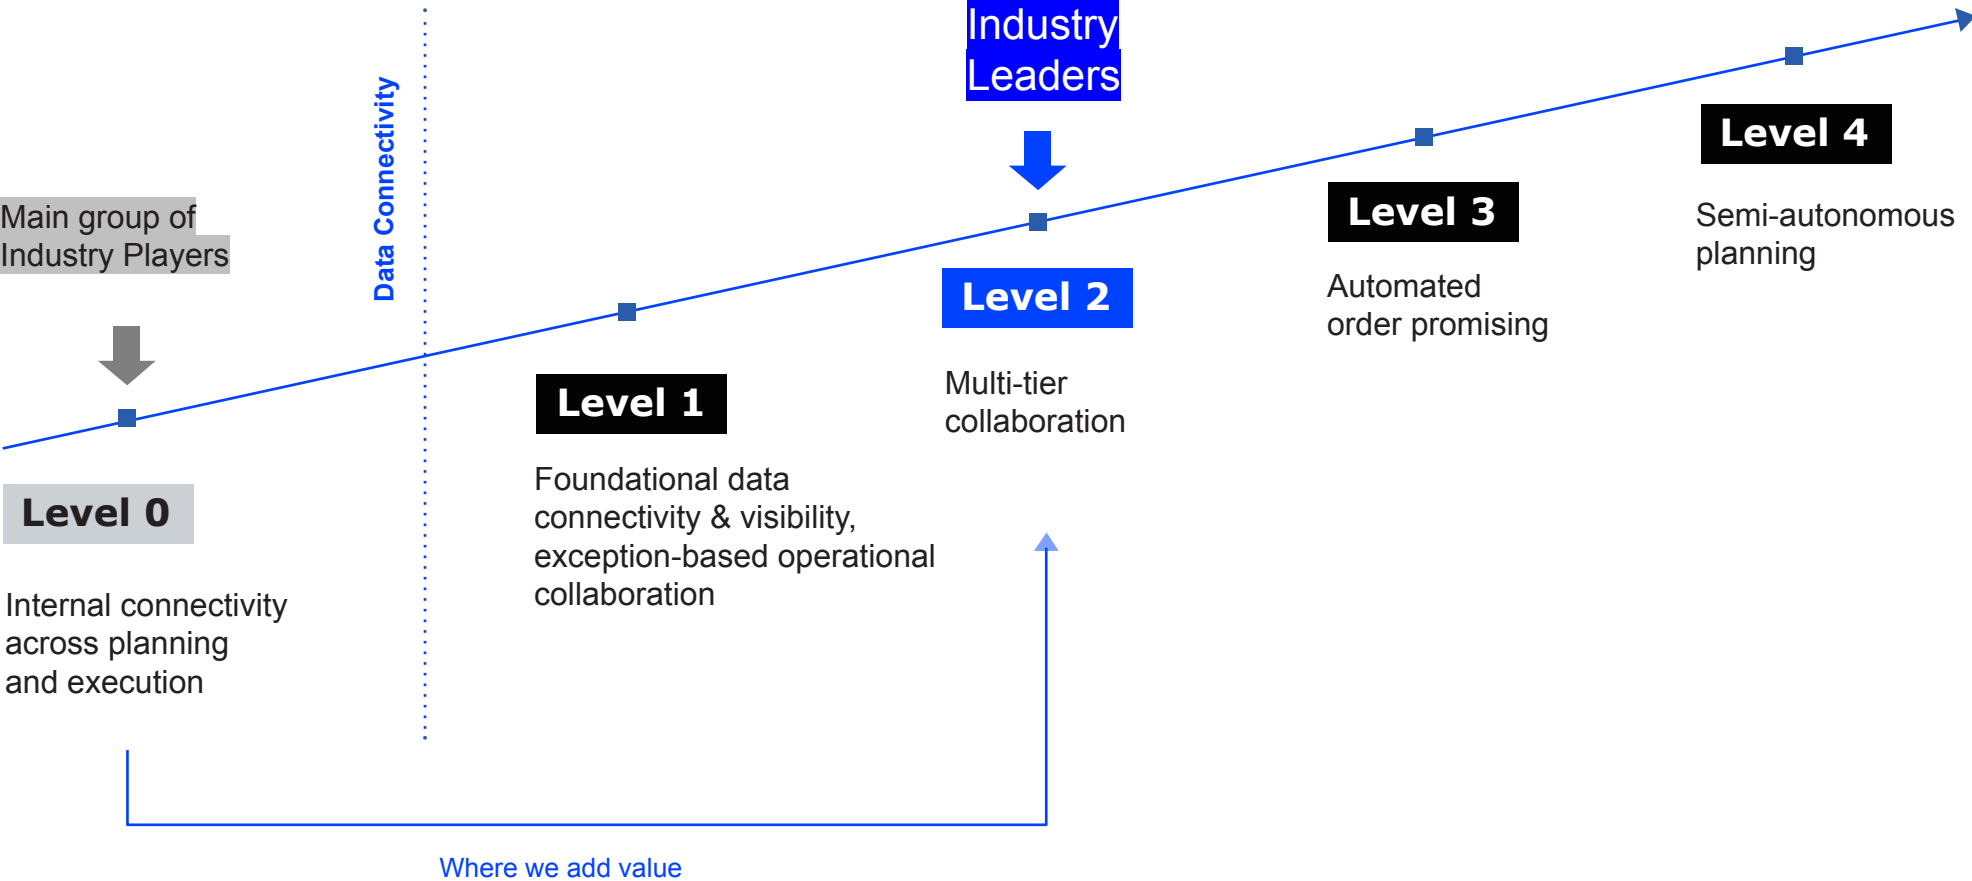 Main group of
Industry Players
Level 0
Internal connectivity
across planning
and execution
Data Connectivity
Level 1
Foundational data
connectivity & visibility,
exception-based operational
collaboration
Industry
Leaders
Level 2
Multi-tier
collaboration
Level 3
Automated
order promising
Level 4
Semi-autonomous
planning
Where we add value